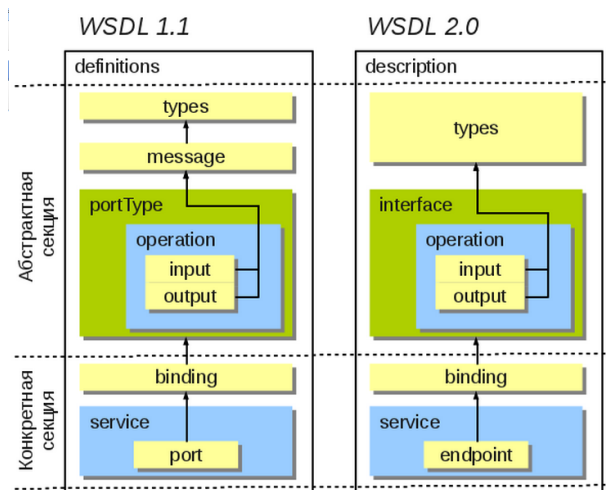 WSDL 1.1
WSDL 2.0
definitions
description
Абстрактная
секция
types
message
portType
operation
input
output
types
interface
operation
input
output
Конкретная
секция
binding
service
port
binding
service
endpoint